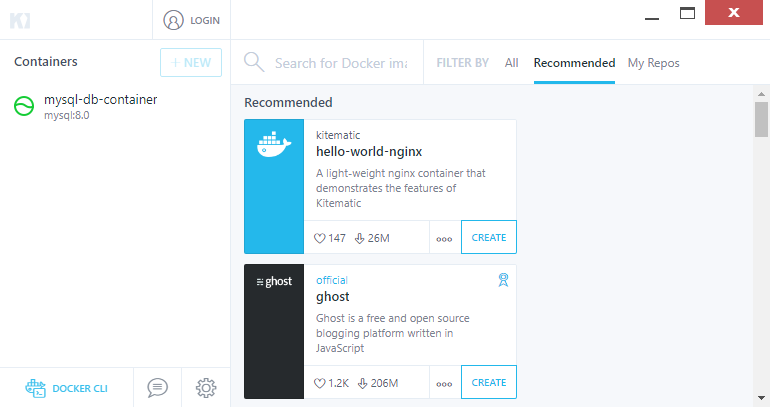 LOGIN
Containers
+ NEW
mysql-db-container
mysql:8.0
DOCKER CLI
Search for Docker ima
FILTER BY All Recommended My Repos
Recommended
kitematic
hello-world-nginx
A light-weight nginx container that
demonstrates the features of
Kitematic
147 26M CREATE
ghost
official
ghost
Ghost is a free and open source
blogging platform written in
JavaScript
1.2K 206M CREATE